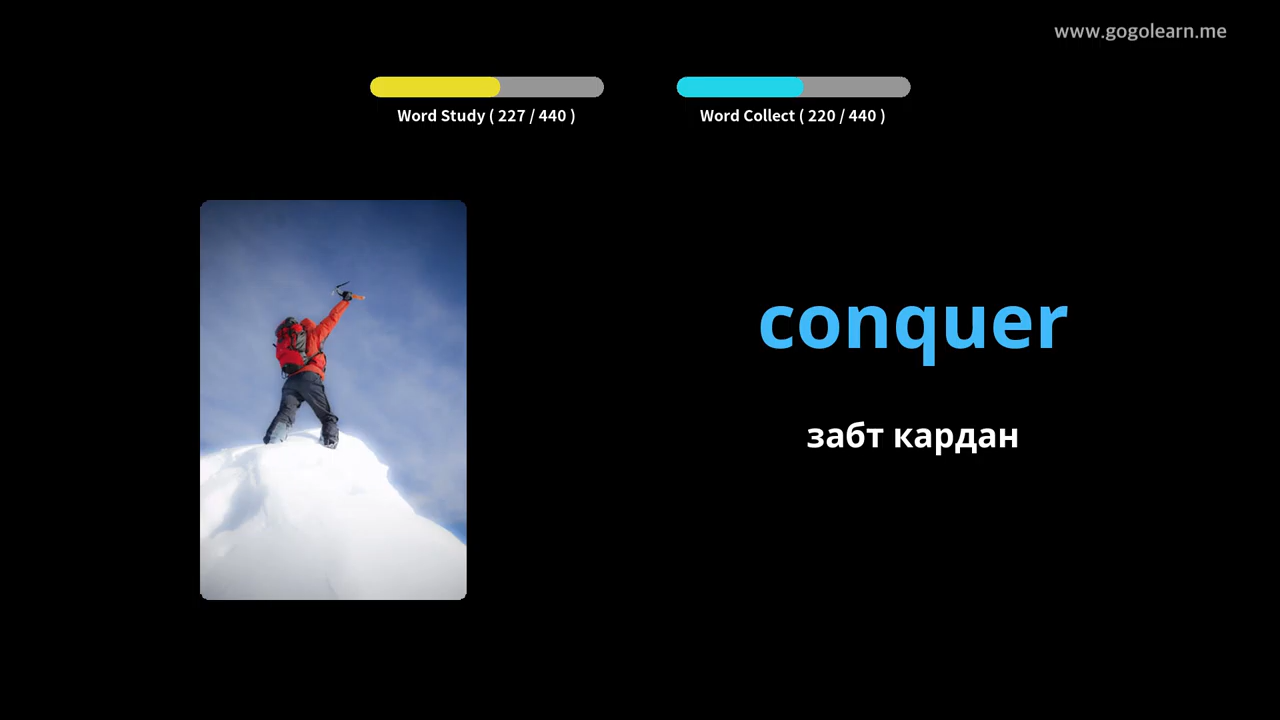 www.gogolearn.me
Word Study ( 227 / 440 )
Word Collect ( 220 / 440 )
conquer
забт кардан